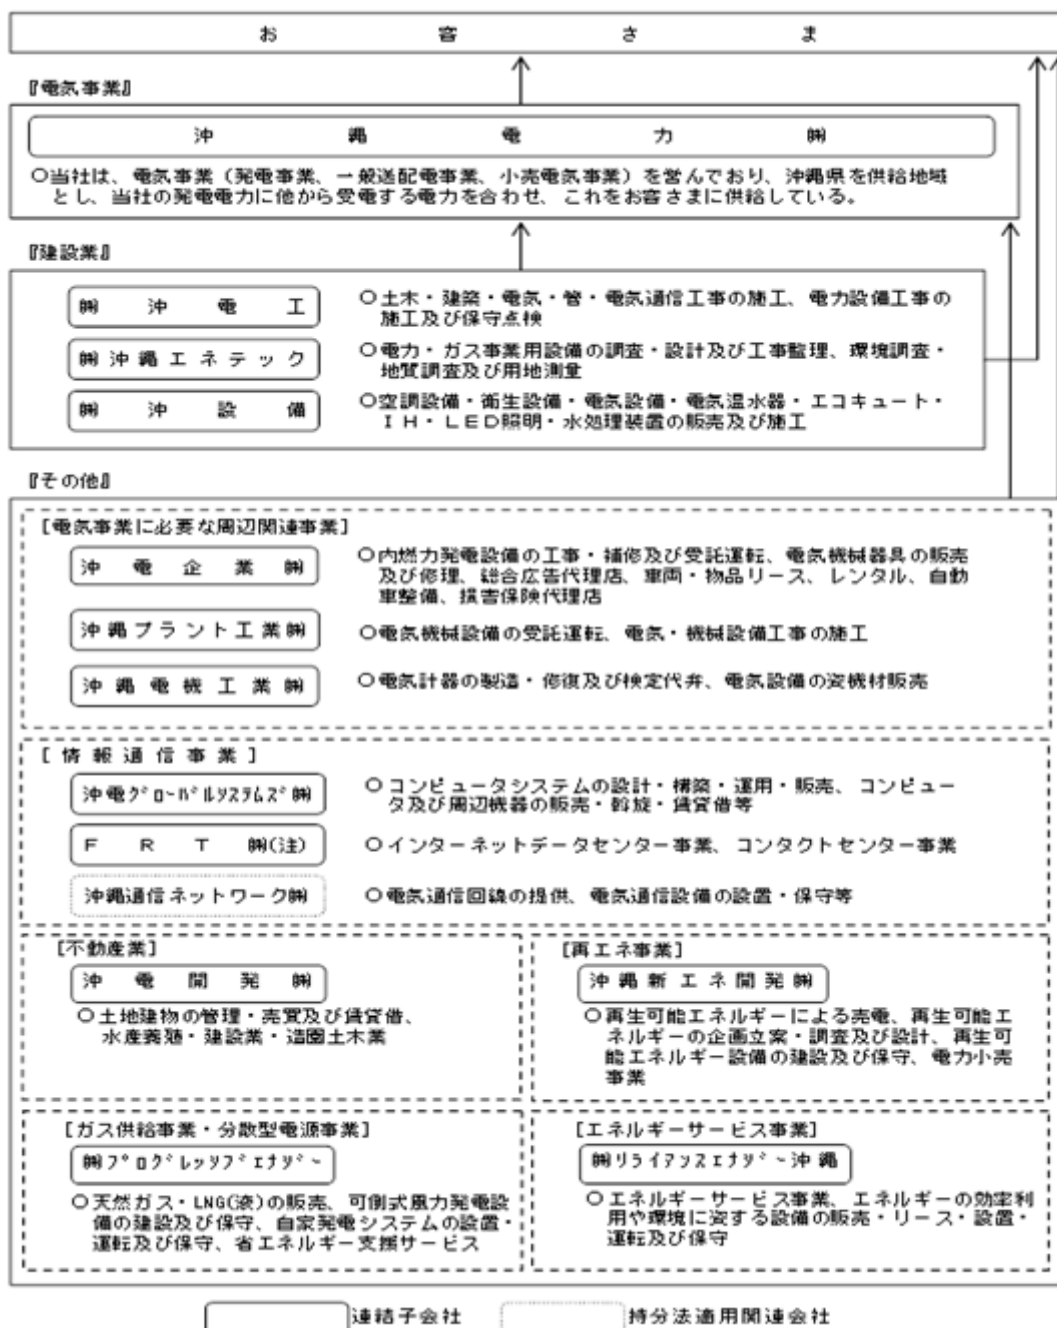 お客さま
『電気事業』
沖縄電力㈱
○当社は、電気事業（発電事業、一般送配電事業、小売電気事業）を営んでおり、沖縄県を供給地域
とし、当社の発電電力に他から受電する電力を合わせ、これをお客さまに供給している。
『建設業』
㈱沖電工
○土木・建築・電気・管・電気通信工事の施工、電力設備工事の
施工及び保守点検
㈱沖縄エネテック
○電力・ガス事業用設備の調査・設計及び工事監理、環境調査・
地質調査及び用地測量
㈱沖設備
○空調設備・衛生設備・電気設備・電気温水器・エコキュート・
ＩＨ・ＬＥＤ照明・水処理装置の販売及び施工
『その他』
[電気事業に必要な周辺関連事業]
沖電企業㈱
○内燃力発電設備の工事・補修及び受託運転、電気機械器具の販売
及び修理、総合広告代理店、車両・物品リース、レンタル、自動
車整備、損害保険代理店
沖縄プラント工業㈱
○電気機械設備の受託運転、電気・機械設備工事の施工
沖縄電機工業㈱
○電気計器の製造・修復及び検定代弁、電気設備の資機材販売
[情報通信事業]
沖電ｸﾞﾛｰﾊﾞﾙｼｽﾃﾑｽﾞ㈱
○コンピュータシステムの設計・構築・運用・販売、コンピュー
タ及び周辺機器の販売・斡旋・賃貸借等
ＦＲＴ㈱(注)
○インターネットデータセンター事業、コンタクトセンター事業
沖縄通信ネットワーク㈱
○電気通信回線の提供、電気通信設備の設置・保守等
[不動産業]
沖電開発㈱
○土地建物の管理・売買及び賃貸借、
水産養殖・建設業・造園土木業
[再エネ事業]
沖縄新エネ開発㈱
○再生可能エネルギーによる売電、再生可能エ
ネルギーの企画立案・調査及び設計、再生可
能エネルギー設備の建設及び保守、電力小売
事業
[ガス供給事業・分散型電源事業]
㈱ﾌﾟﾛｸﾞﾚｯｼﾌﾞｴﾅｼﾞｰ
○天然ガス・LNG(液)の販売、可倒式風力発電設
備の建設及び保守、自家発電システムの設置・
運転及び保守、省エネルギー支援サービス
[エネルギーサービス事業]
㈱ﾘﾗｲｱﾝｽｴﾅｼﾞｰ沖縄
○エネルギーサービス事業、エネルギーの効率利
用や環境に資する設備の販売・リース・設置・
運転及び保守
連結子会社
持分法適用関連会社